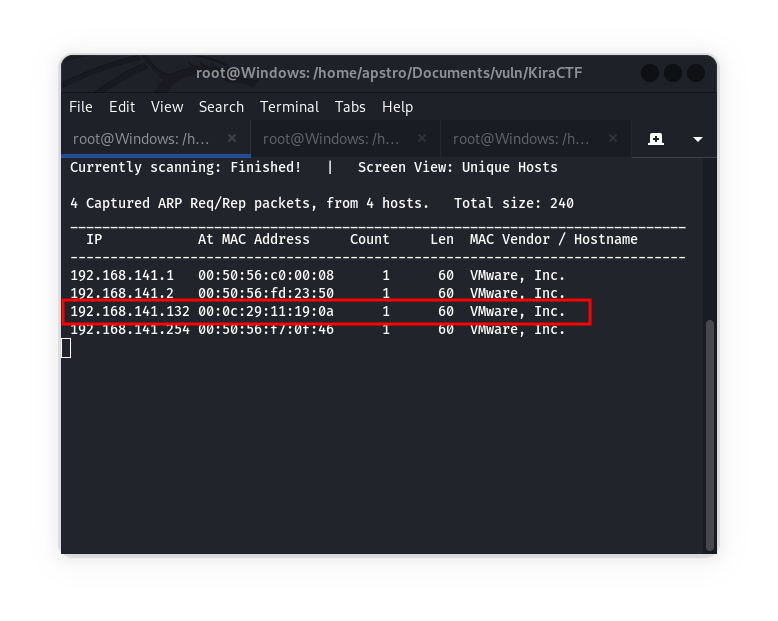 root@Windows: /home/apstro/Documents/vuln/KiraCTF
File Edit View Search Terminal Tabs Help
root@Windows: /h... × root@Windows: /h... × root@Windows: /h... ×
Currently scanning: Finished!   |   Screen View: Unique Hosts
4 Captured ARP Req/Rep packets, from 4 hosts.   Total size: 240
_____________________________________________________________________________
IP            At MAC Address     Count     Len  MAC Vendor / Hostname
-----------------------------------------------------------------------------
192.168.141.1   00:50:56:c0:00:08      1      60  VMware, Inc.
192.168.141.2   00:50:56:fd:23:50      1      60  VMware, Inc.
192.168.141.132 00:0c:29:11:19:0a      1      60  VMware, Inc.
192.168.141.254 00:50:56:f7:0f:46      1      60  VMware, Inc.